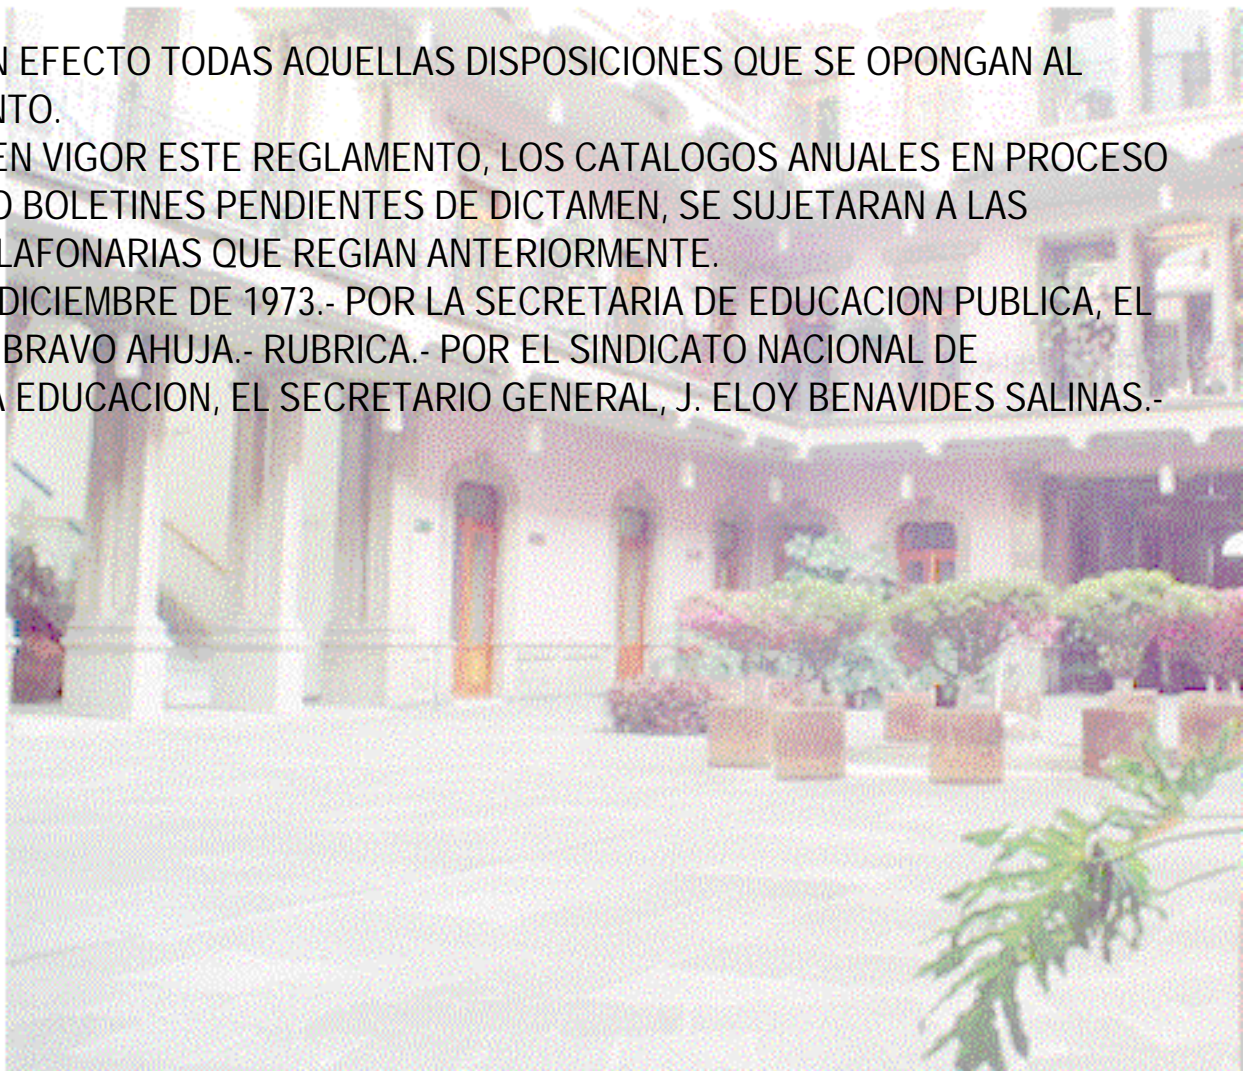 N EFECTO TODAS AQUELLAS DISPOSICIONES QUE SE OPONGAN AL
NTO.
EN VIGOR ESTE REGLAMENTO, LOS CATALOGOS ANUALES EN PROCESO
O BOLETINES PENDIENTES DE DICTAMEN, SE SUJETARAN A LAS
LAFONARIAS QUE REGIAN ANTERIORMENTE.
DICIEMBRE DE 1973.- POR LA SECRETARIA DE EDUCACION PUBLICA, EL
BRAVO AHUJA.- RUBRICA.- POR EL SINDICATO NACIONAL DE
A EDUCACION, EL SECRETARIO GENERAL, J. ELOY BENAVIDES SALINAS.-